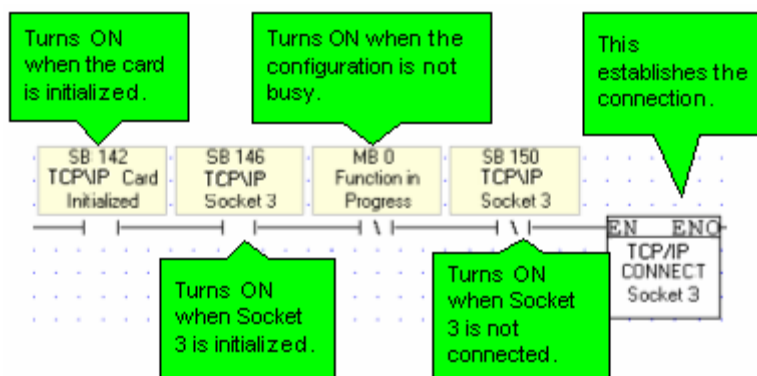 Turns ON
when the card
is initialized.
Turns ON when the
configuration is not
busy.
This
establishes the
connection.
SB 142
TCP\IP Card
Initialized
SB 146
TCP\IP
Socket 3
MB 0
Function in
Progress
SB 150
TCP\IP
Socket 3
EN ENO
TCP/IP
CONNECT
Socket 3
Turns ON
when Socket
3 is initialized.
Turns ON
when Socket
3 is not
connected.